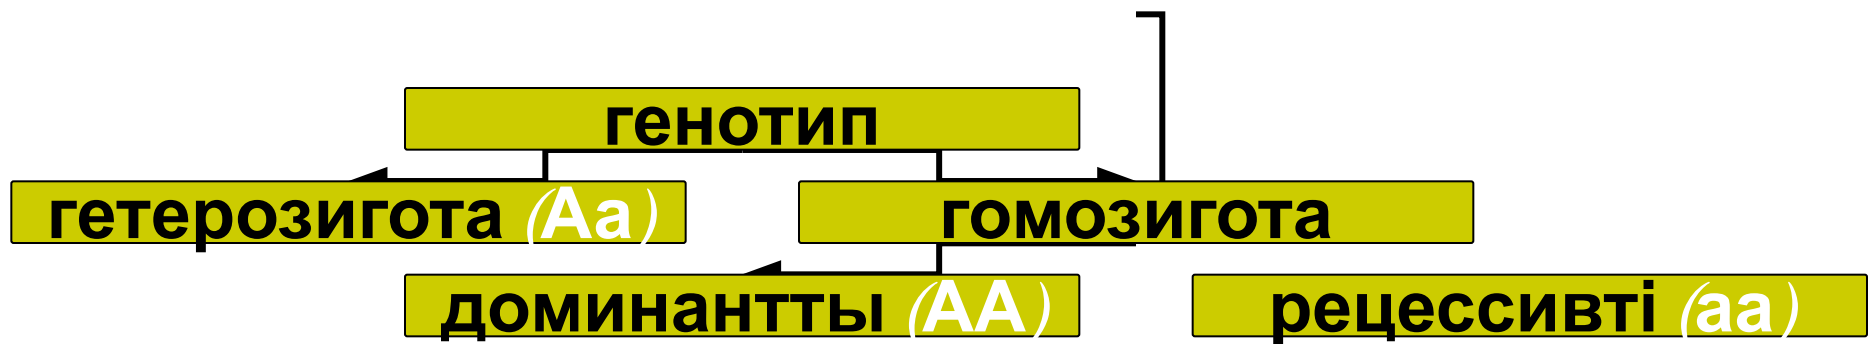 генотип
гетерозигота (Аа)
гомозигота
доминантты (АА)
рецессивті (аа)